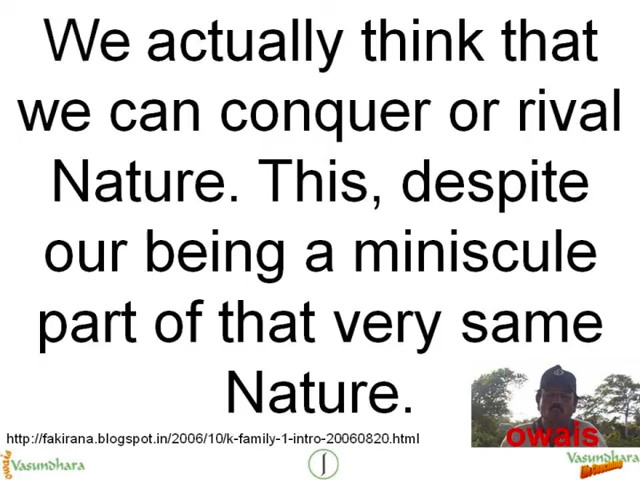 We actually think that
we can conquer or rival
Nature. This, despite
our being a miniscule
part of that very same
Nature.
owais
http://fakirana.blogspot.in/2006/10/k-family-1-intro-20060820.html
Vasundhara
Vasundhara